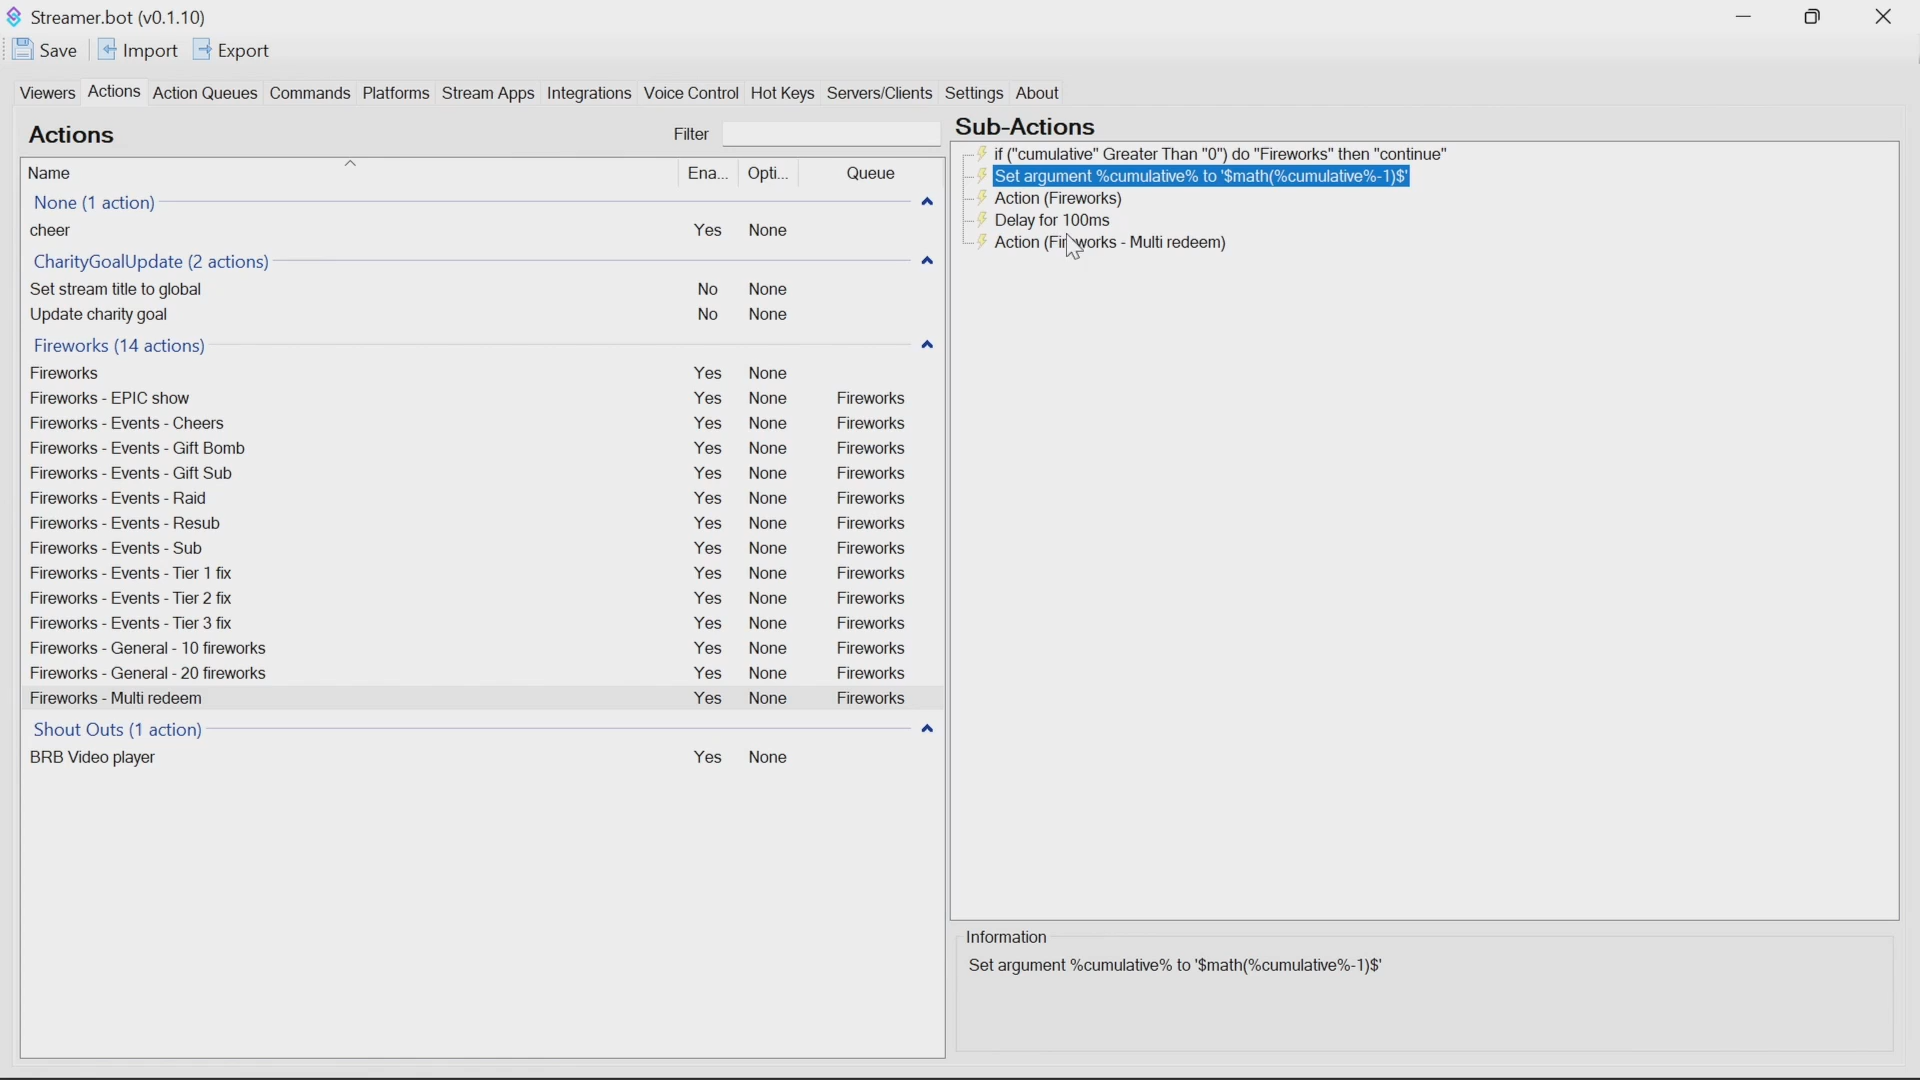 Streamer.bot (v0.1.10)
Save Import Export
Viewers Actions Action Queues Commands Platforms Stream Apps Integrations Voice Control Hot Keys Servers/Clients Settings About
Actions Filter
Name Ena... Opti... Queue
None (1 action)
cheer Yes None
CharityGoalUpdate (2 actions)
Set stream title to global No None
Update charity goal No None
Fireworks (14 actions)
Fireworks Yes None
Fireworks - EPIC show Yes None Fireworks
Fireworks - Events - Cheers Yes None Fireworks
Fireworks - Events - Gift Bomb Yes None Fireworks
Fireworks - Events - Gift Sub Yes None Fireworks
Fireworks - Events - Raid Yes None Fireworks
Fireworks - Events - Resub Yes None Fireworks
Fireworks - Events - Sub Yes None Fireworks
Fireworks - Events - Tier 1 fix Yes None Fireworks
Fireworks - Events - Tier 2 fix Yes None Fireworks
Fireworks - Events - Tier 3 fix Yes None Fireworks
Fireworks - General - 10 fireworks Yes None Fireworks
Fireworks - General - 20 fireworks Yes None Fireworks
Fireworks - Multi redeem Yes None Fireworks
Shout Outs (1 action)
BRB Video player Yes None
Sub-Actions
if ("cumulative" Greater Than "0") do "Fireworks" then "continue"
Set argument %cumulative% to '$math(%cumulative%-1)$'
Action (Fireworks)
Delay for 100ms
Action (Fireworks - Multi redeem)
Information
Set argument %cumulative% to '$math(%cumulative%-1)$'